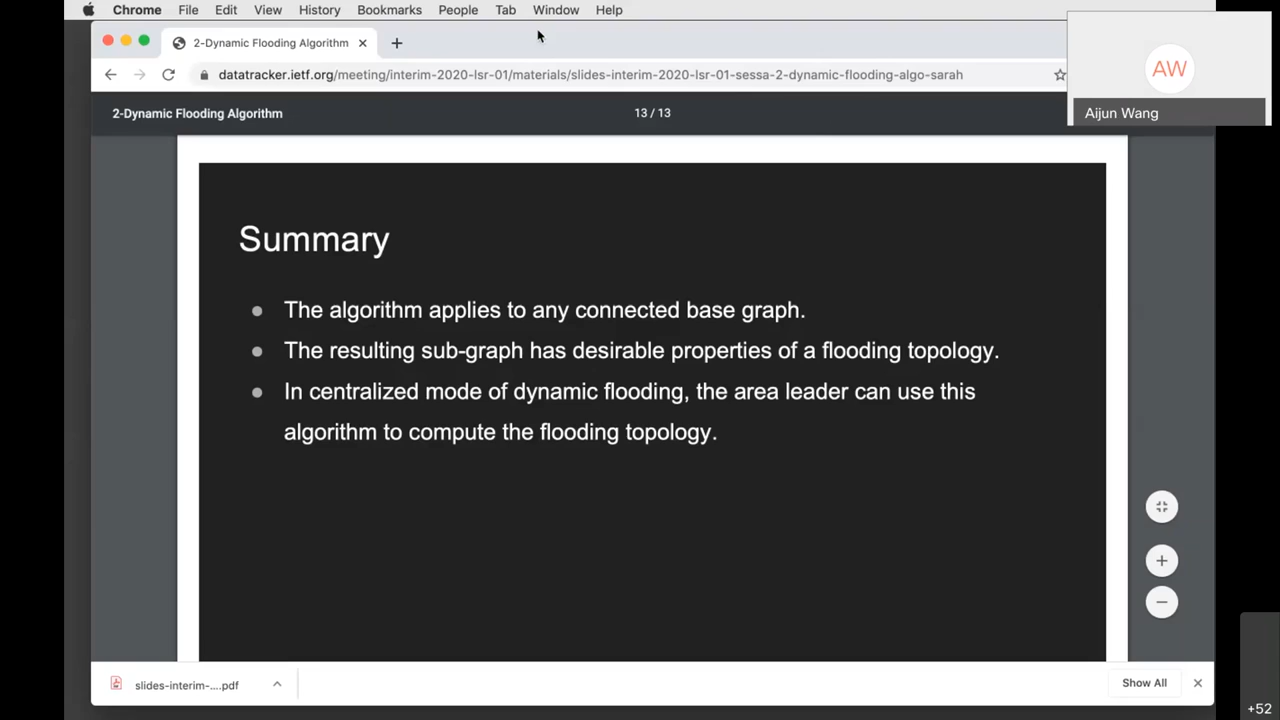 Chrome File Edit View History Bookmarks People Tab Window Help
2-Dynamic Flooding Algorithm
datatracker.ietf.org/meeting/interim-2020-lsr-01/materials/slides-interim-2020-lsr-01-sessa-2-dynamic-flooding-algo-sarah
AW
Aijun Wang
2-Dynamic Flooding Algorithm 13 / 13
Summary
The algorithm applies to any connected base graph.
The resulting sub-graph has desirable properties of a flooding topology.
In centralized mode of dynamic flooding, the area leader can use this
algorithm to compute the flooding topology.
slides-interim-....pdf Show All
+52